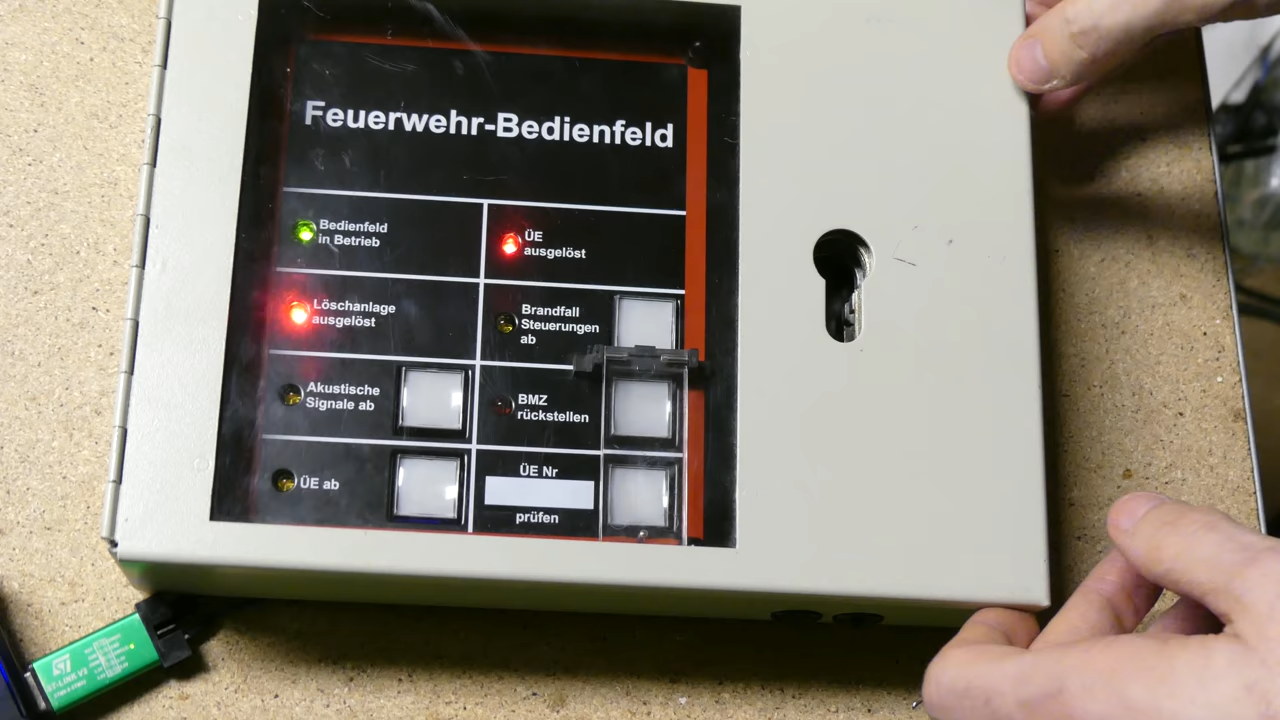 Feuerwehr-Bedienfeld
Bedienfeld
in Betrieb
ÜE
ausgelöst
Löschanlage
ausgelöst
Brandfall
Steuerungen
ab
Akustische
Signale ab
BMZ
rückstellen
ÜE ab
ÜE Nr
prüfen
ST
ST-LINK V2